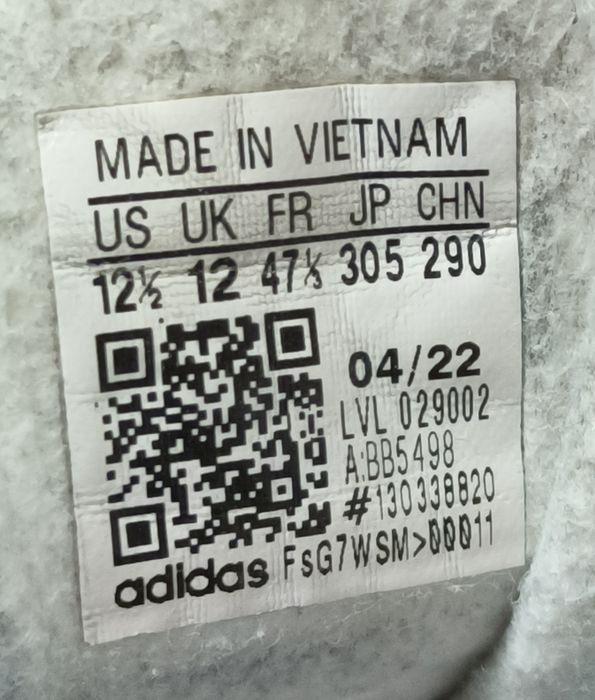 MADE IN VIETNAM
US UK FR JP CHN
12½ 12 47⅓ 305 290
04/22
LVL 029002
A:BB5498
#130338820
adidas FsG7WSM>00011